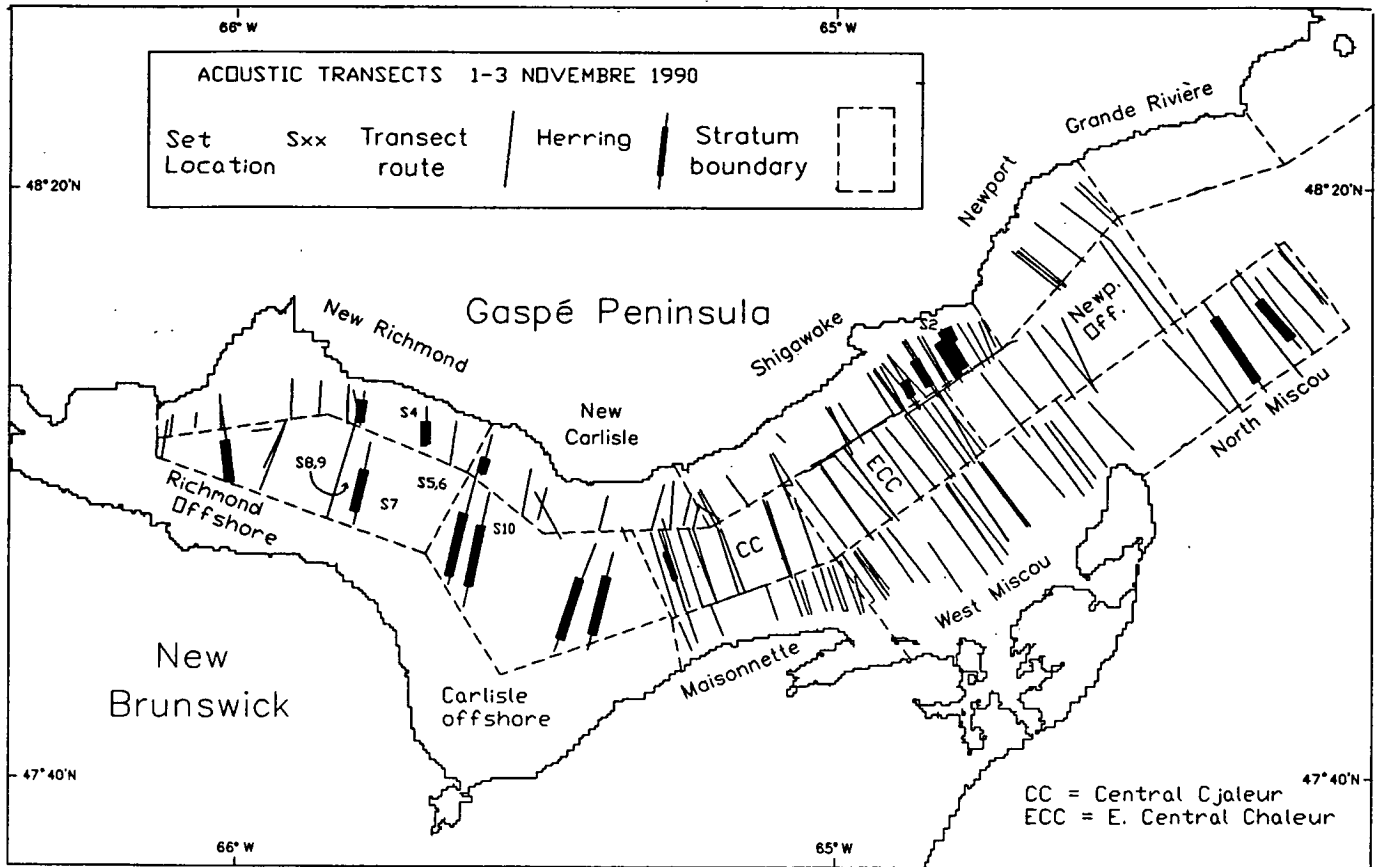 66° W
65° W
ACOUSTIC TRANSECTS 1-3 NOVEMBRE 1990
Set Location
Sxx
Transect route
Herring
Stratum boundary
48° 20'N
48° 20'N
Grande Rivière
Newport
Gaspé Peninsula
New Richmond
Shigawake
S2
Newp. Off.
North Miscou
S4
New Carlisle
ECC
S8,9
S5,6
S7
S10
Richmond Offshore
CC
West Miscou
Maisonnette
New Brunswick
Carlisle offshore
47° 40'N
47° 40'N
CC = Central Cjaleur
ECC = E. Central Chaleur
66° W
65° W